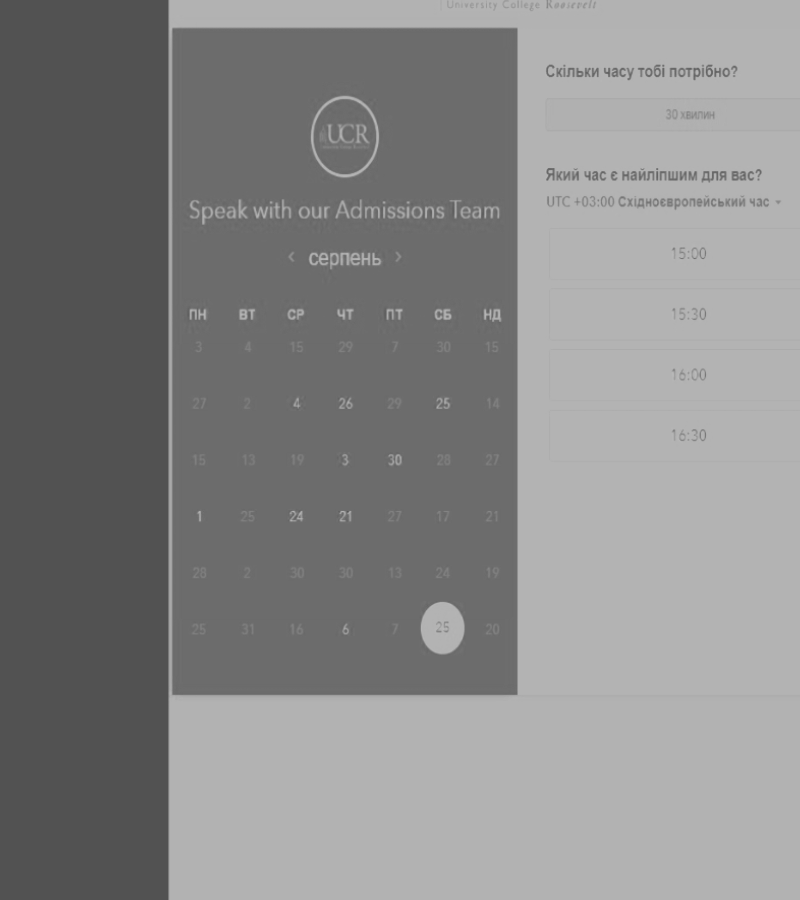 University College Roosevelt
UCR
Speak with our Admissions Team
‹ серпень ›
ПН ВТ СР ЧТ ПТ СБ НД
3 4 15 29 7 30 15
27 2 4 26 29 25 14
15 13 19 3 30 28 27
1 25 24 21 27 17 21
28 2 30 30 13 24 19
25 31 16 6 7 25 20
Скільки часу тобі потрібно?
30 хвилин
Який час є найліпшим для вас?
UTC +03:00 Східноєвропейський час
15:00
15:30
16:00
16:30